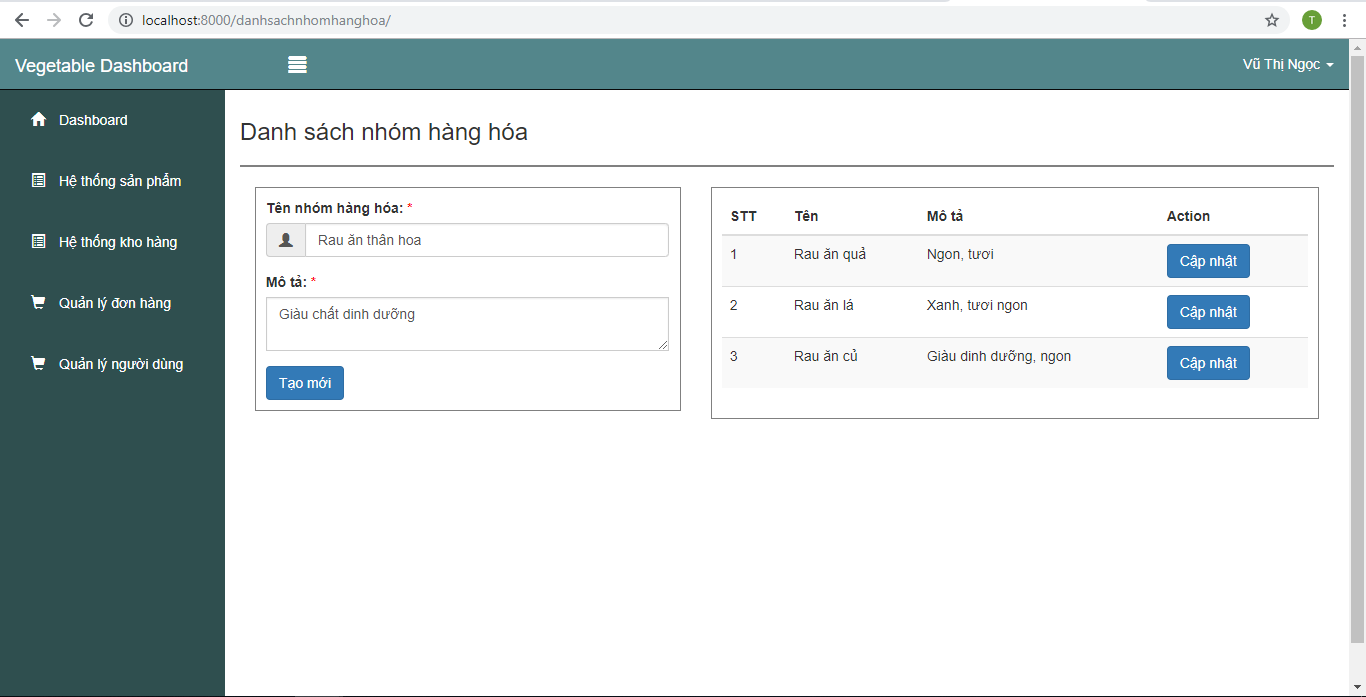 localhost:8000/danhsachnhomhanghoa/
T
Vegetable Dashboard
Vũ Thị Ngọc
Dashboard
Hệ thống sản phẩm
Hệ thống kho hàng
Quản lý đơn hàng
Quản lý người dùng
Danh sách nhóm hàng hóa
Tên nhóm hàng hóa: *
Rau ăn thân hoa
Mô tả: *
Giàu chất dinh dưỡng
Tạo mới
STT Tên Mô tả Action
1 Rau ăn quả Ngon, tươi Cập nhật
2 Rau ăn lá Xanh, tươi ngon Cập nhật
3 Rau ăn củ Giàu dinh dưỡng, ngon Cập nhật